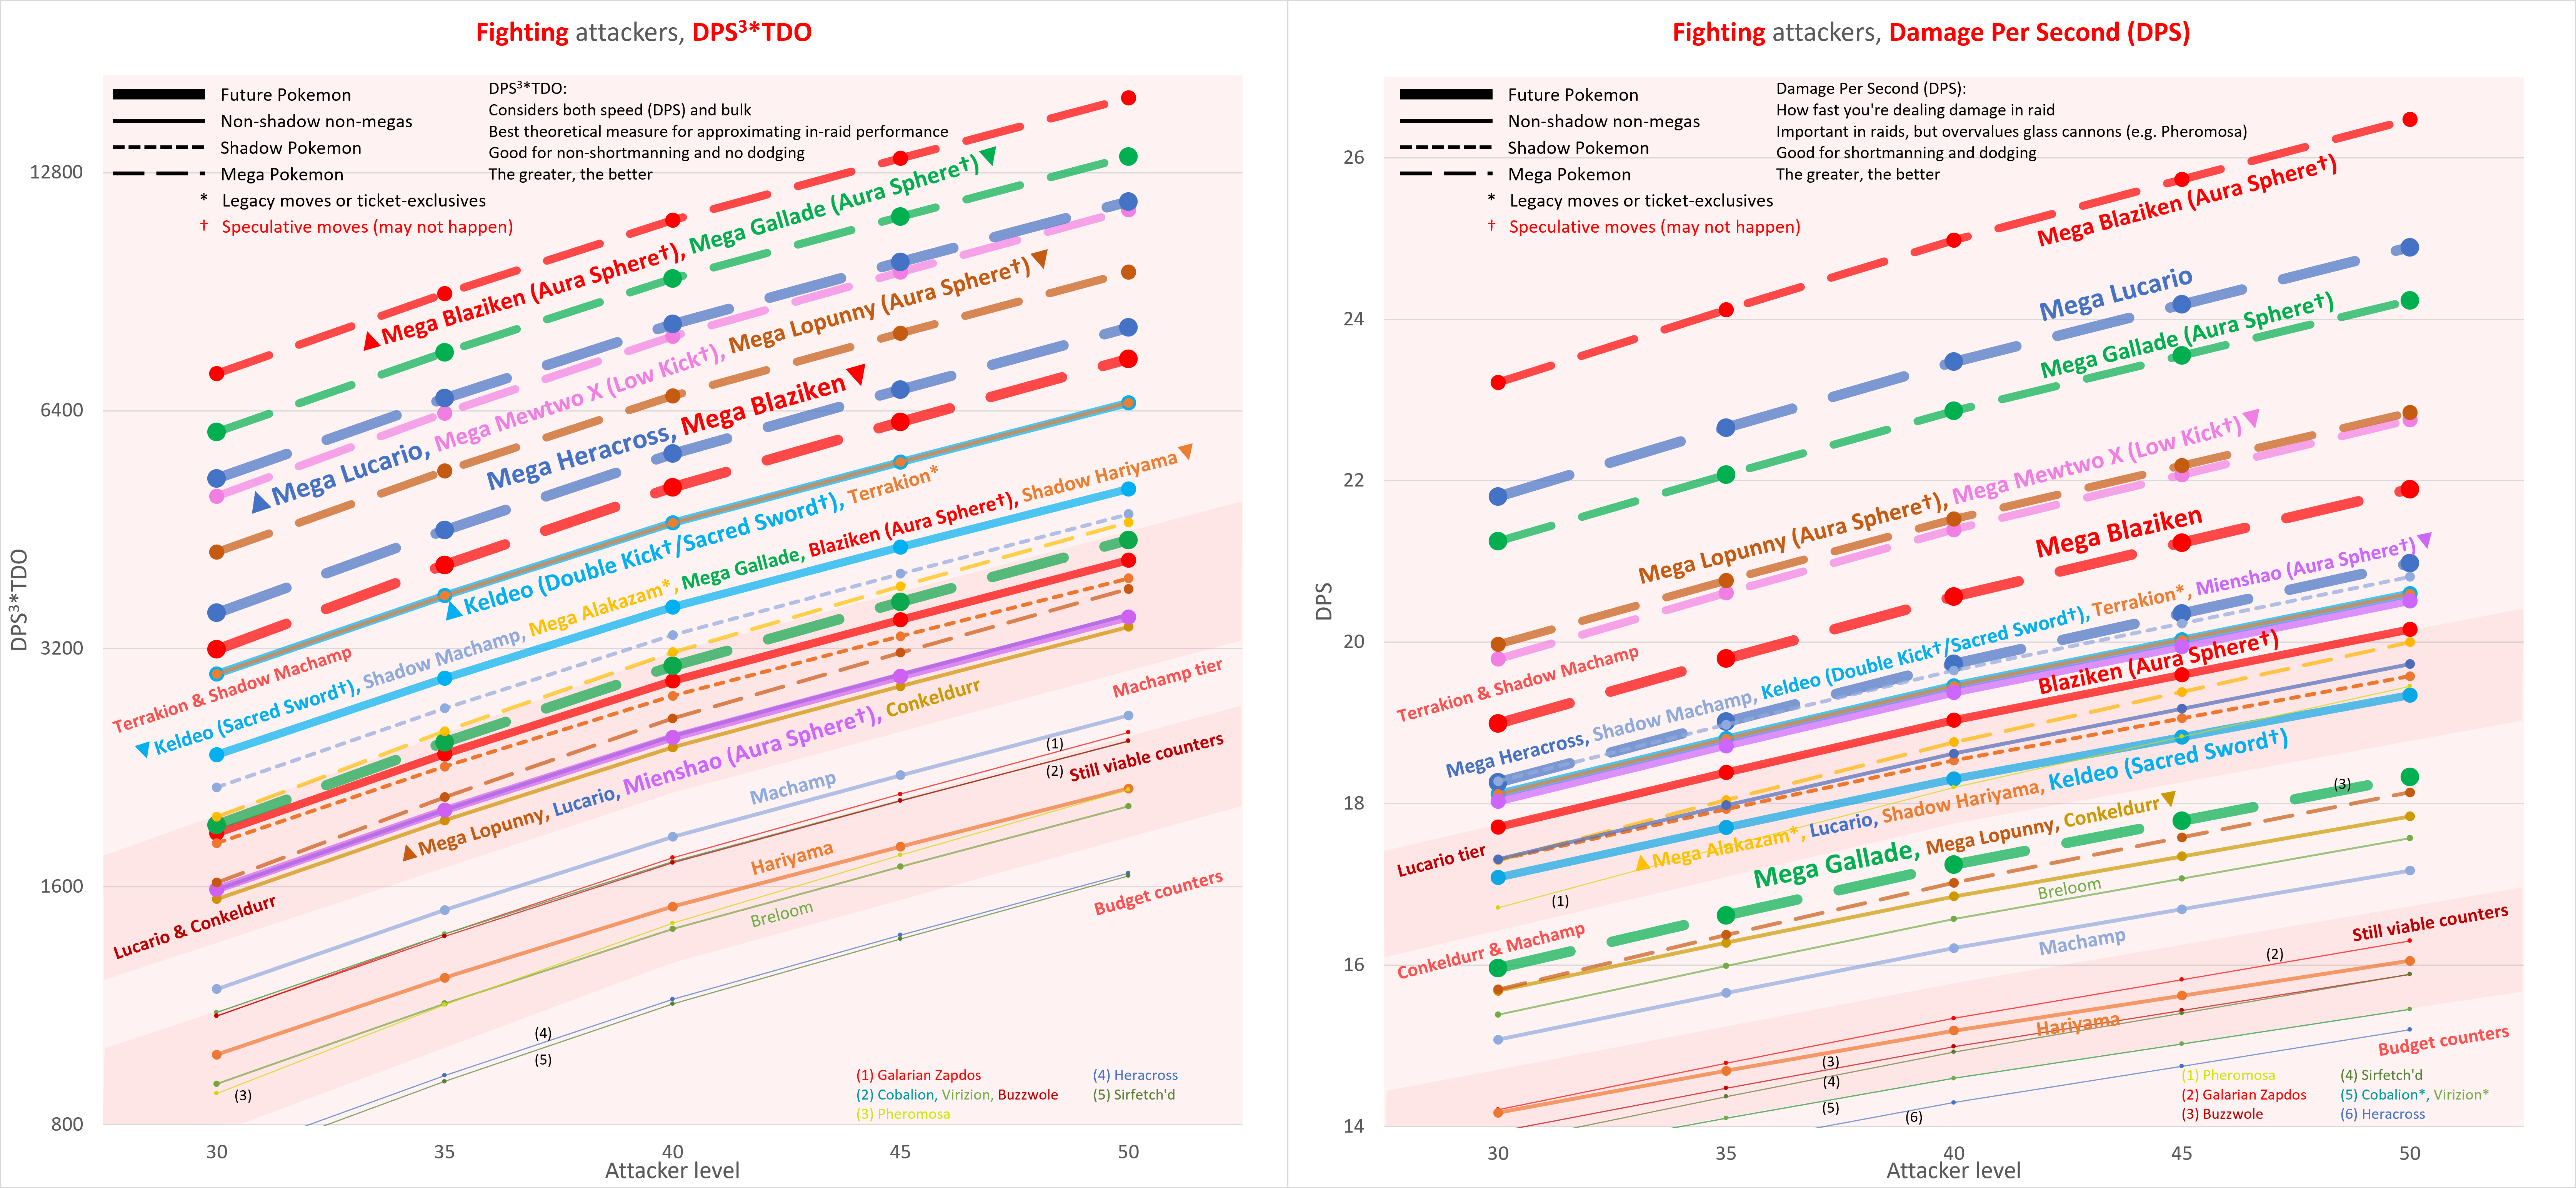 Fighting attackers, DPS³*TDO
Future Pokemon
Non-shadow non-megas
Shadow Pokemon
Mega Pokemon
* Legacy moves or ticket-exclusives
† Speculative moves (may not happen)
DPS³*TDO:
Considers both speed (DPS) and bulk
Best theoretical measure for approximating in-raid performance
Good for non-shortmanning and no dodging
The greater, the better
12800
6400
3200
1600
800
DPS³*TDO
▲Mega Blaziken (Aura Sphere†), Mega Gallade (Aura Sphere†)▼
▲Mega Lucario, Mega Mewtwo X (Low Kick†), Mega Lopunny (Aura Sphere†)▼
Mega Heracross, Mega Blaziken▼
▲Keldeo (Double Kick†/Sacred Sword†), Terrakion*
Terrakion & Shadow Machamp
▼Keldeo (Sacred Sword†), Shadow Machamp, Mega Alakazam*, Mega Gallade, Blaziken (Aura Sphere†), Shadow Hariyama▼
Machamp tier
▲Mega Lopunny, Lucario, Mienshao (Aura Sphere†), Conkeldurr
Machamp
(1)
(2)
Still viable counters
Hariyama
Lucario & Conkeldurr
Breloom
Budget counters
(3)
(4)
(5)
(1) Galarian Zapdos
(2) Cobalion, Virizion, Buzzwole
(3) Pheromosa
(4) Heracross
(5) Sirfetch'd
30 35 40 45 50
Attacker level
Fighting attackers, Damage Per Second (DPS)
Future Pokemon
Non-shadow non-megas
Shadow Pokemon
Mega Pokemon
* Legacy moves or ticket-exclusives
† Speculative moves (may not happen)
Damage Per Second (DPS):
How fast you're dealing damage in raid
Important in raids, but overvalues glass cannons (e.g. Pheromosa)
Good for shortmanning and dodging
The greater, the better
26
24
22
20
18
16
14
DPS
Mega Blaziken (Aura Sphere†)
Mega Lucario
Mega Gallade (Aura Sphere†)
Mega Lopunny (Aura Sphere†), Mega Mewtwo X (Low Kick†)▼
Mega Blaziken
Terrakion & Shadow Machamp
Mega Heracross, Shadow Machamp, Keldeo (Double Kick†/Sacred Sword†), Terrakion*, Mienshao (Aura Sphere†)▼
Blaziken (Aura Sphere†)
Lucario tier
▲Mega Alakazam*, Lucario, Shadow Hariyama, Keldeo (Sacred Sword†)
(1)
Mega Gallade, Mega Lopunny, Conkeldurr▼
(3)
Breloom
Conkeldurr & Machamp
Machamp
Still viable counters
(2)
Hariyama
(3)
(4)
(5)
(6)
Budget counters
(1) Pheromosa
(2) Galarian Zapdos
(3) Buzzwole
(4) Sirfetch'd
(5) Cobalion*, Virizion*
(6) Heracross
30 35 40 45 50
Attacker level